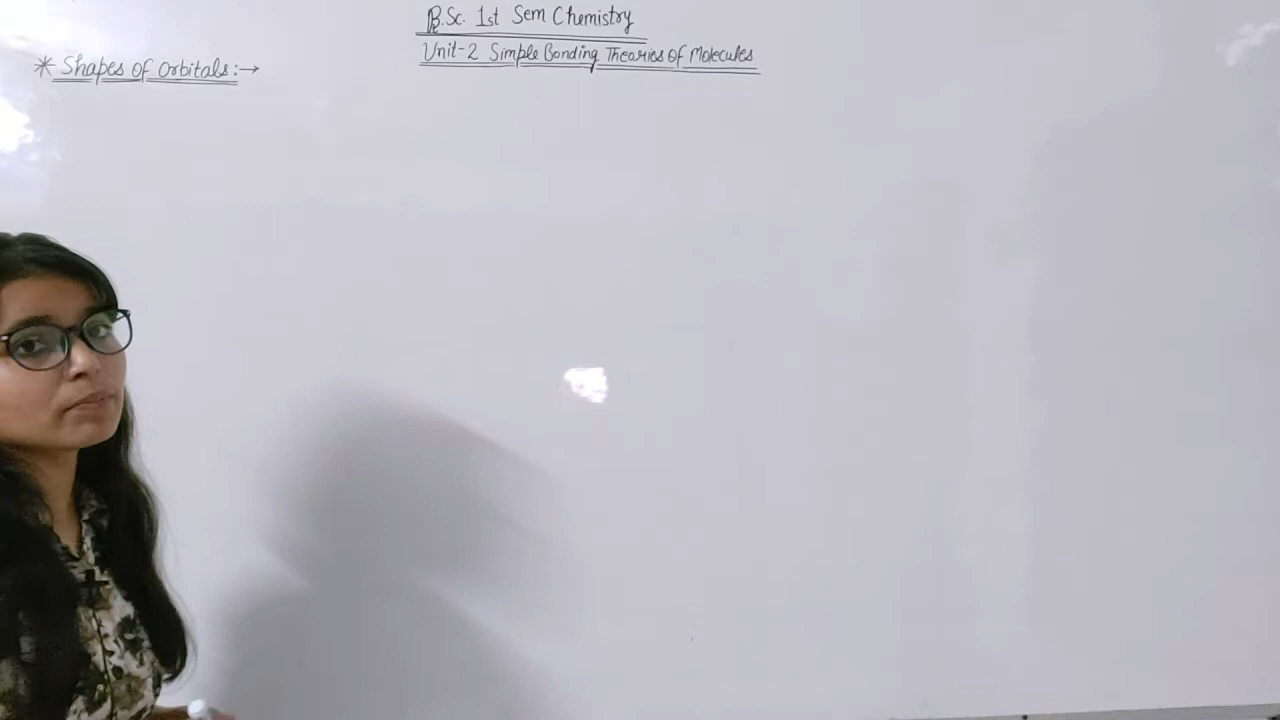 B.Sc. 1st Sem Chemistry
Unit-2 Simple Bonding Theories of Molecules
* Shapes of Orbitals:→